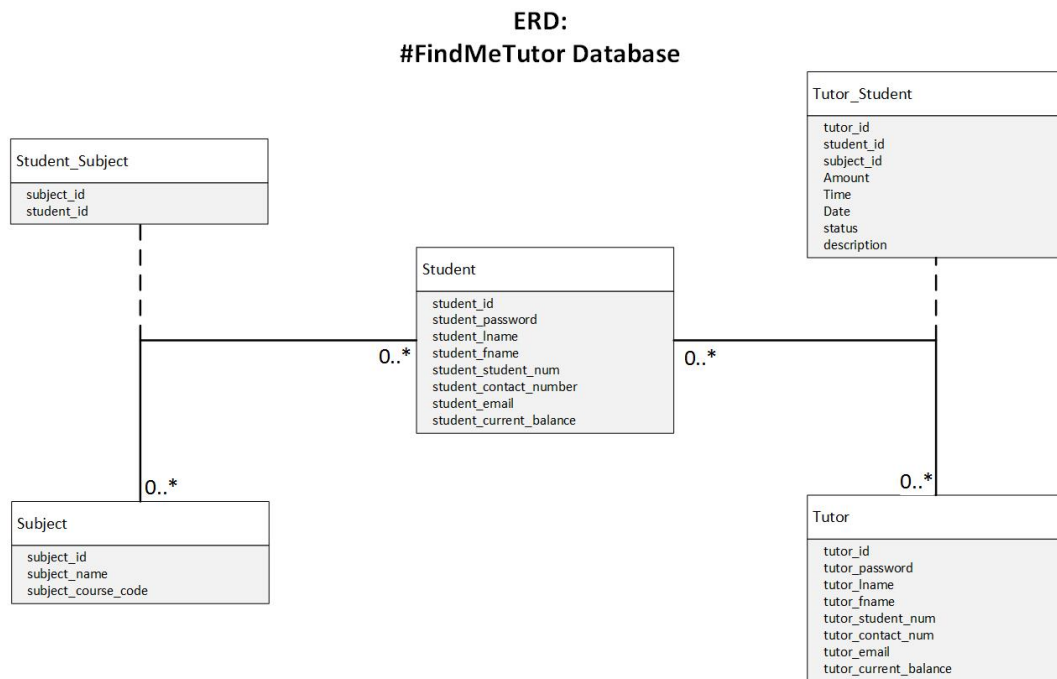 ERD:
#FindMeTutor Database
Tutor_Student
tutor_id
student_id
subject_id
Amount
Time
Date
status
description
Student_Subject
subject_id
student_id
Student
student_id
student_password
student_lname
student_fname
student_student_num
student_contact_number
student_email
student_current_balance
0..*
0..*
0..*
0..*
Subject
subject_id
subject_name
subject_course_code
Tutor
tutor_id
tutor_password
tutor_lname
tutor_fname
tutor_student_num
tutor_contact_num
tutor_email
tutor_current_balance